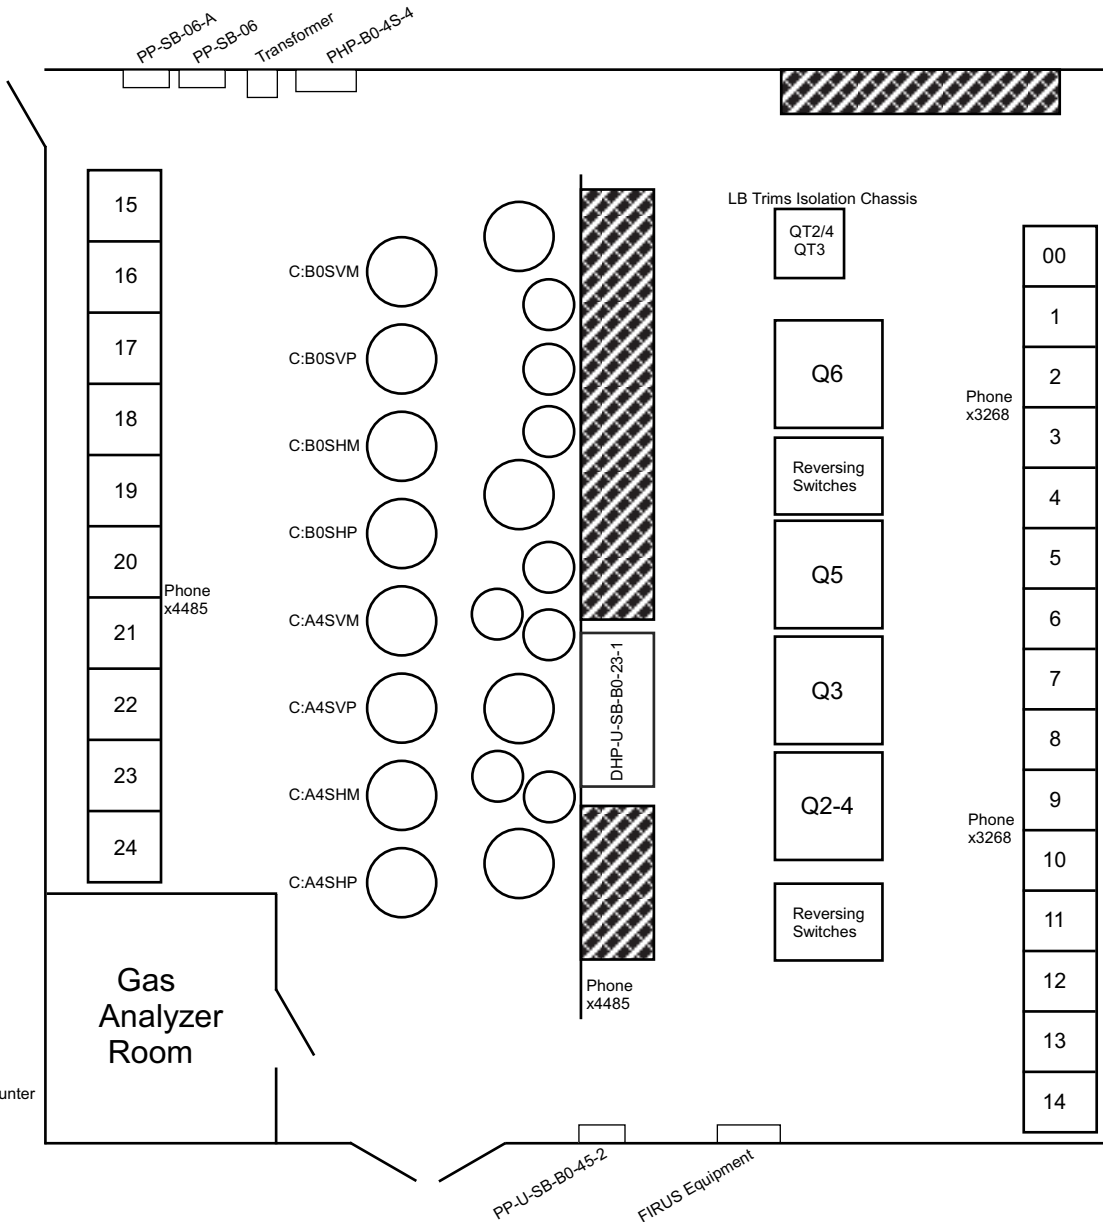 PP-SB-06-A
PP-SB-06
Transformer
PHP-B0-4S-4
LB Trims Isolation Chassis
QT2/4
QT3
15
16
17
18
19
20
21
22
23
24
Phone
x4485
C:B0SVM
C:B0SVP
C:B0SHM
C:B0SHP
C:A4SVM
C:A4SVP
C:A4SHM
C:A4SHP
DHP-U-SB-B0-23-1
Phone
x4485
Q6
Reversing
Switches
Q5
Q3
Q2-4
Reversing
Switches
Phone
x3268
Phone
x3268
00
1
2
3
4
5
6
7
8
9
10
11
12
13
14
Gas
Analyzer
Room
unter
PP-U-SB-B0-45-2
FIRUS Equipment